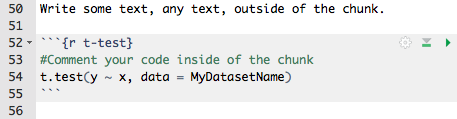 50 Write some text, any text, outside of the chunk.
51
52 ```{r t-test}
53 #Comment your code inside of the chunk
54 t.test(y ~ x, data = MyDatasetName)
55 ```
56